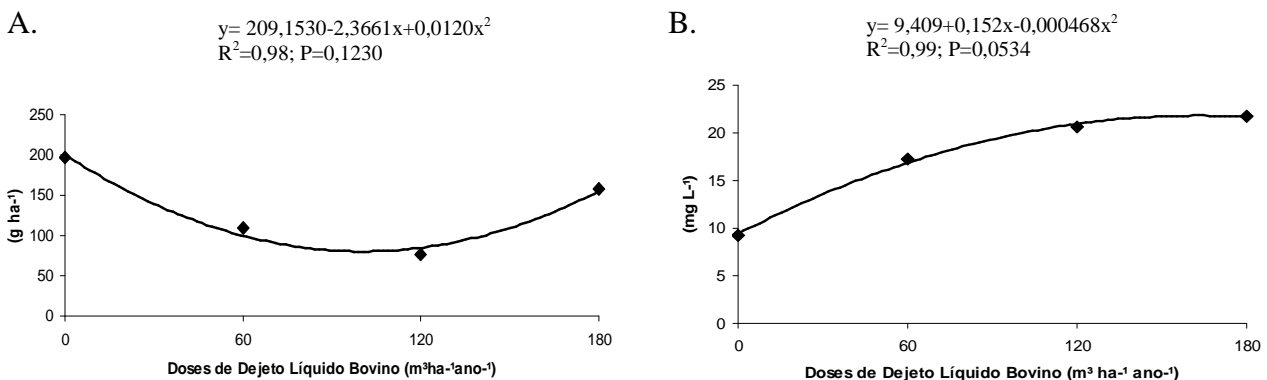 A.
y= 209,1530-2,3661x+0,0120x²
R²=0,98; P=0,1230
250
200
150
100
50
0
(g ha-¹)
0 60 120 180
Doses de Dejeto Líquido Bovino (m³ha-¹ano-¹)
B.
y= 9,409+0,152x-0,000468x²
R²=0,99; P=0,0534
25
20
15
10
5
0
(mg L-¹)
0 60 120 180
Doses de Dejeto Líquido Bovino (m³ ha-¹ ano-¹)